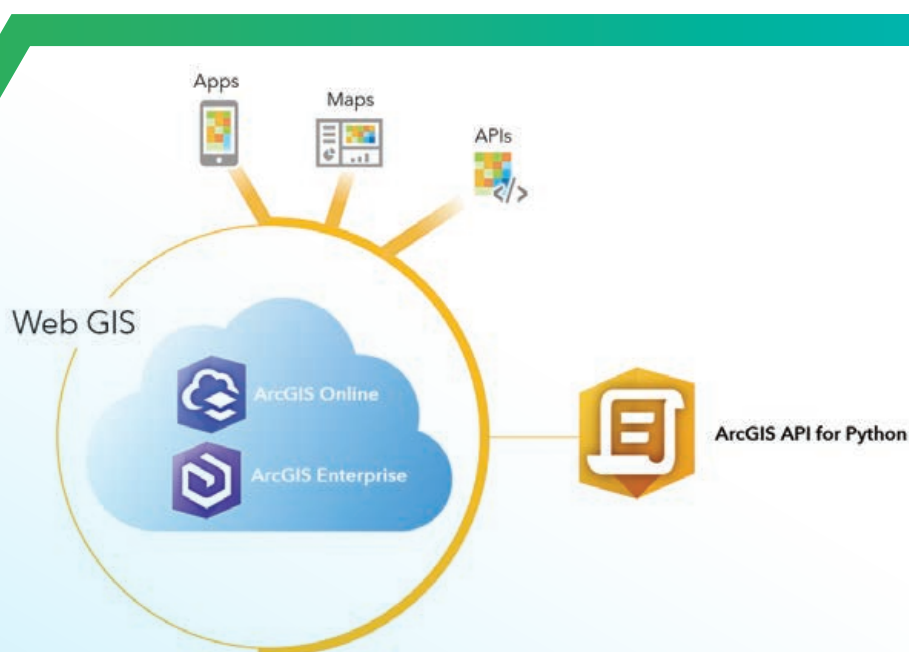 Apps
Maps
APIs
</>
Web GIS
ArcGIS Online
ArcGIS Enterprise
ArcGIS API for Python